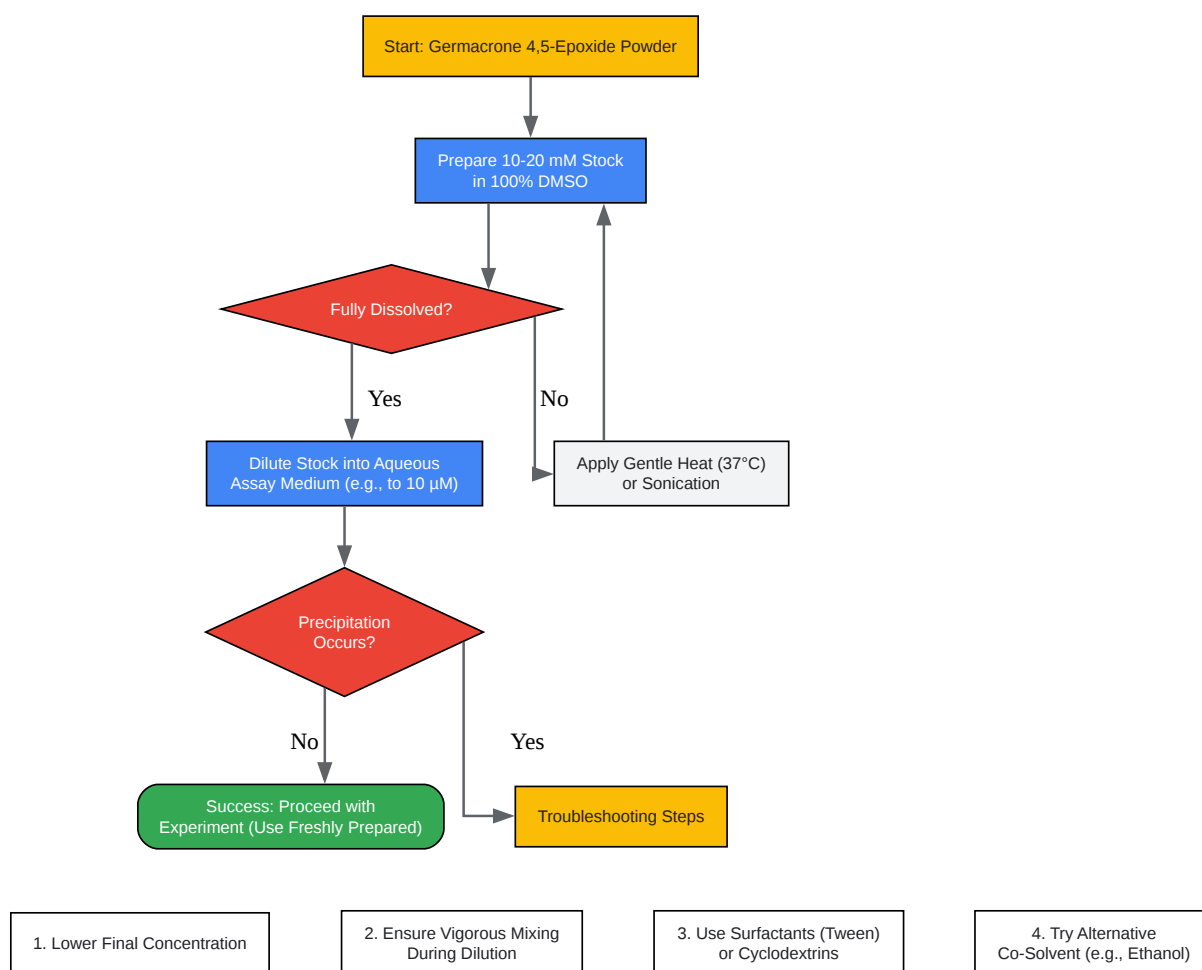 Start: Germacrone 4,5-Epoxide Powder
Prepare 10-20 mM Stock
in 100% DMSO
Fully Dissolved?
Yes
No
Dilute Stock into Aqueous
Assay Medium (e.g., to 10 µM)
Apply Gentle Heat (37°C)
or Sonication
Precipitation
Occurs?
No
Yes
Success: Proceed with
Experiment (Use Freshly Prepared)
Troubleshooting Steps
1. Lower Final Concentration
2. Ensure Vigorous Mixing
During Dilution
3. Use Surfactants (Tween)
or Cyclodextrins
4. Try Alternative
Co-Solvent (e.g., Ethanol)